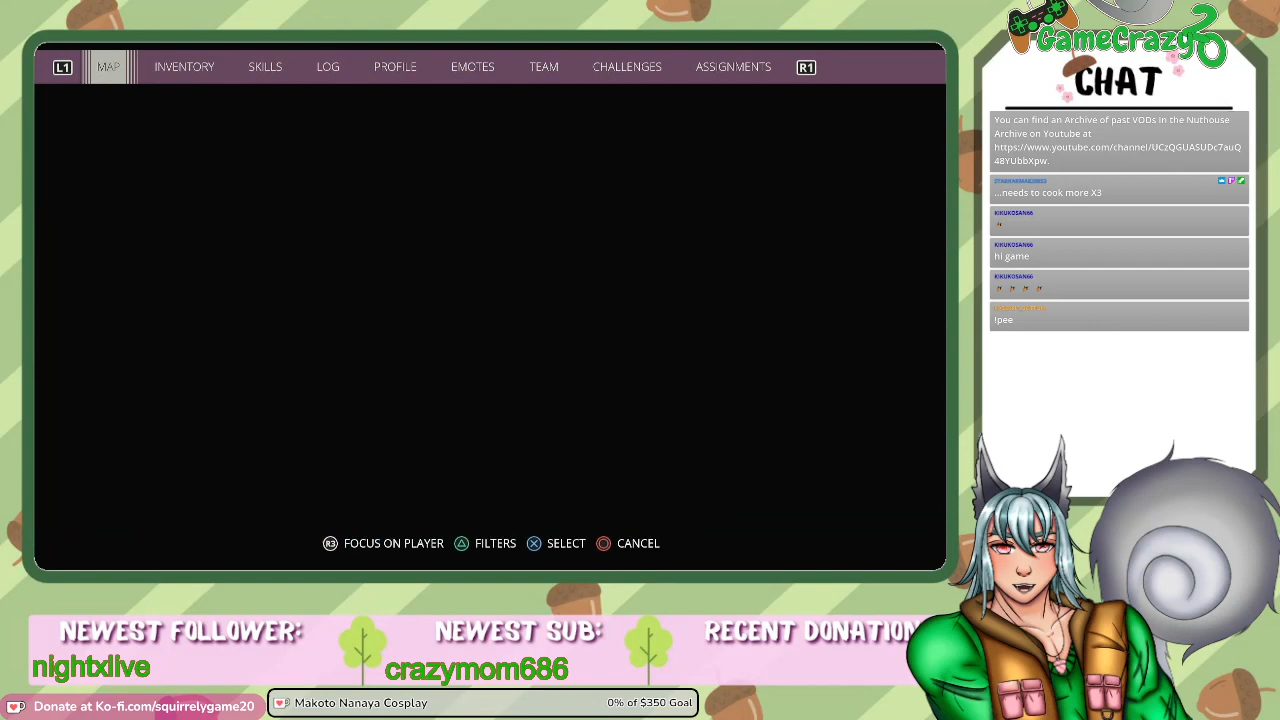 L1 MAP INVENTORY SKILLS LOG PROFILE EMOTES TEAM CHALLENGES ASSIGNMENTS R1
R3 FOCUS ON PLAYER FILTERS SELECT CANCEL
GameCrazy20
CHAT
You can find an Archive of past VODs in the Nuthouse
Archive on Youtube at
https://www.youtube.com/channel/UCzQGUASUDc7auQ
48YUbbXpw.
...needs to cook more X3
KIKUKOSAN66
KIKUKOSAN66
hi game
KIKUKOSAN66
!pee
NEWEST FOLLOWER:
nightxlive
NEWEST SUB:
crazymom686
RECENT DONATION
Donate at Ko-fi.com/squirrelygame20
Makoto Nanaya Cosplay 0% of $350 Goal